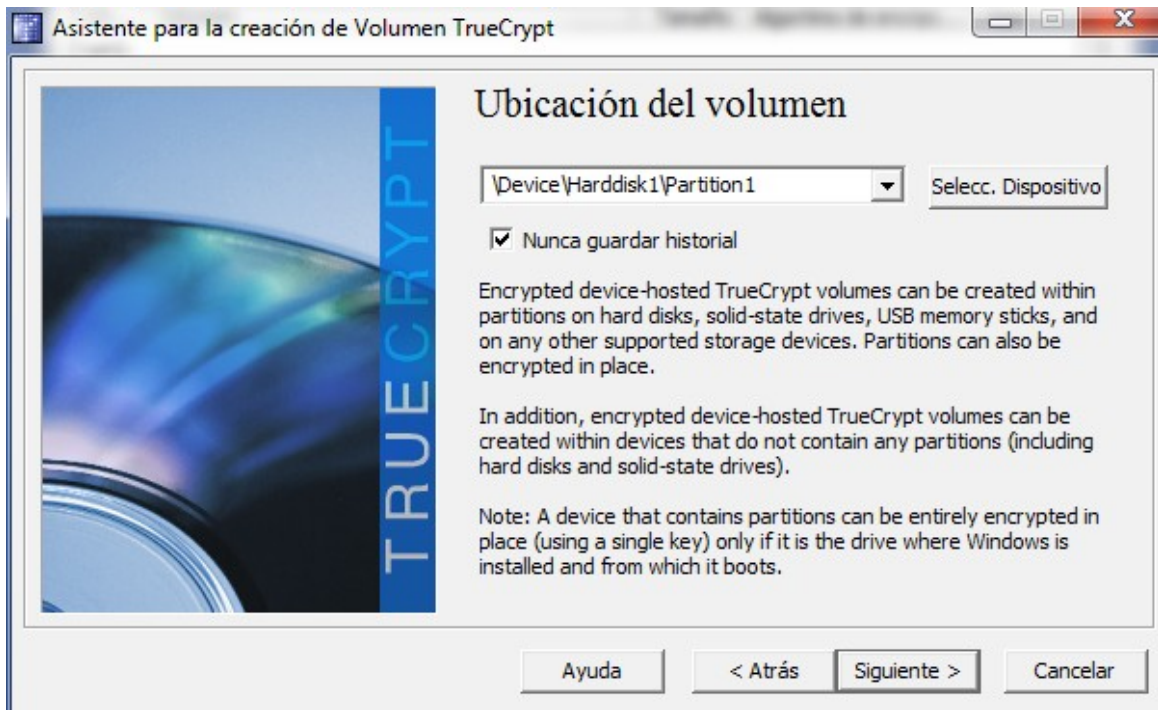 Asistente para la creación de Volumen TrueCrypt
Ubicación del volumen
\Device\Harddisk1\Partition1
Selecc. Dispositivo
Nunca guardar historial
Encrypted device-hosted TrueCrypt volumes can be created within
partitions on hard disks, solid-state drives, USB memory sticks, and
on any other supported storage devices. Partitions can also be
encrypted in place.
In addition, encrypted device-hosted TrueCrypt volumes can be
created within devices that do not contain any partitions (including
hard disks and solid-state drives).
Note: A device that contains partitions can be entirely encrypted in
place (using a single key) only if it is the drive where Windows is
installed and from which it boots.
TRUECRYPT
Ayuda
< Atrás
Siguiente >
Cancelar